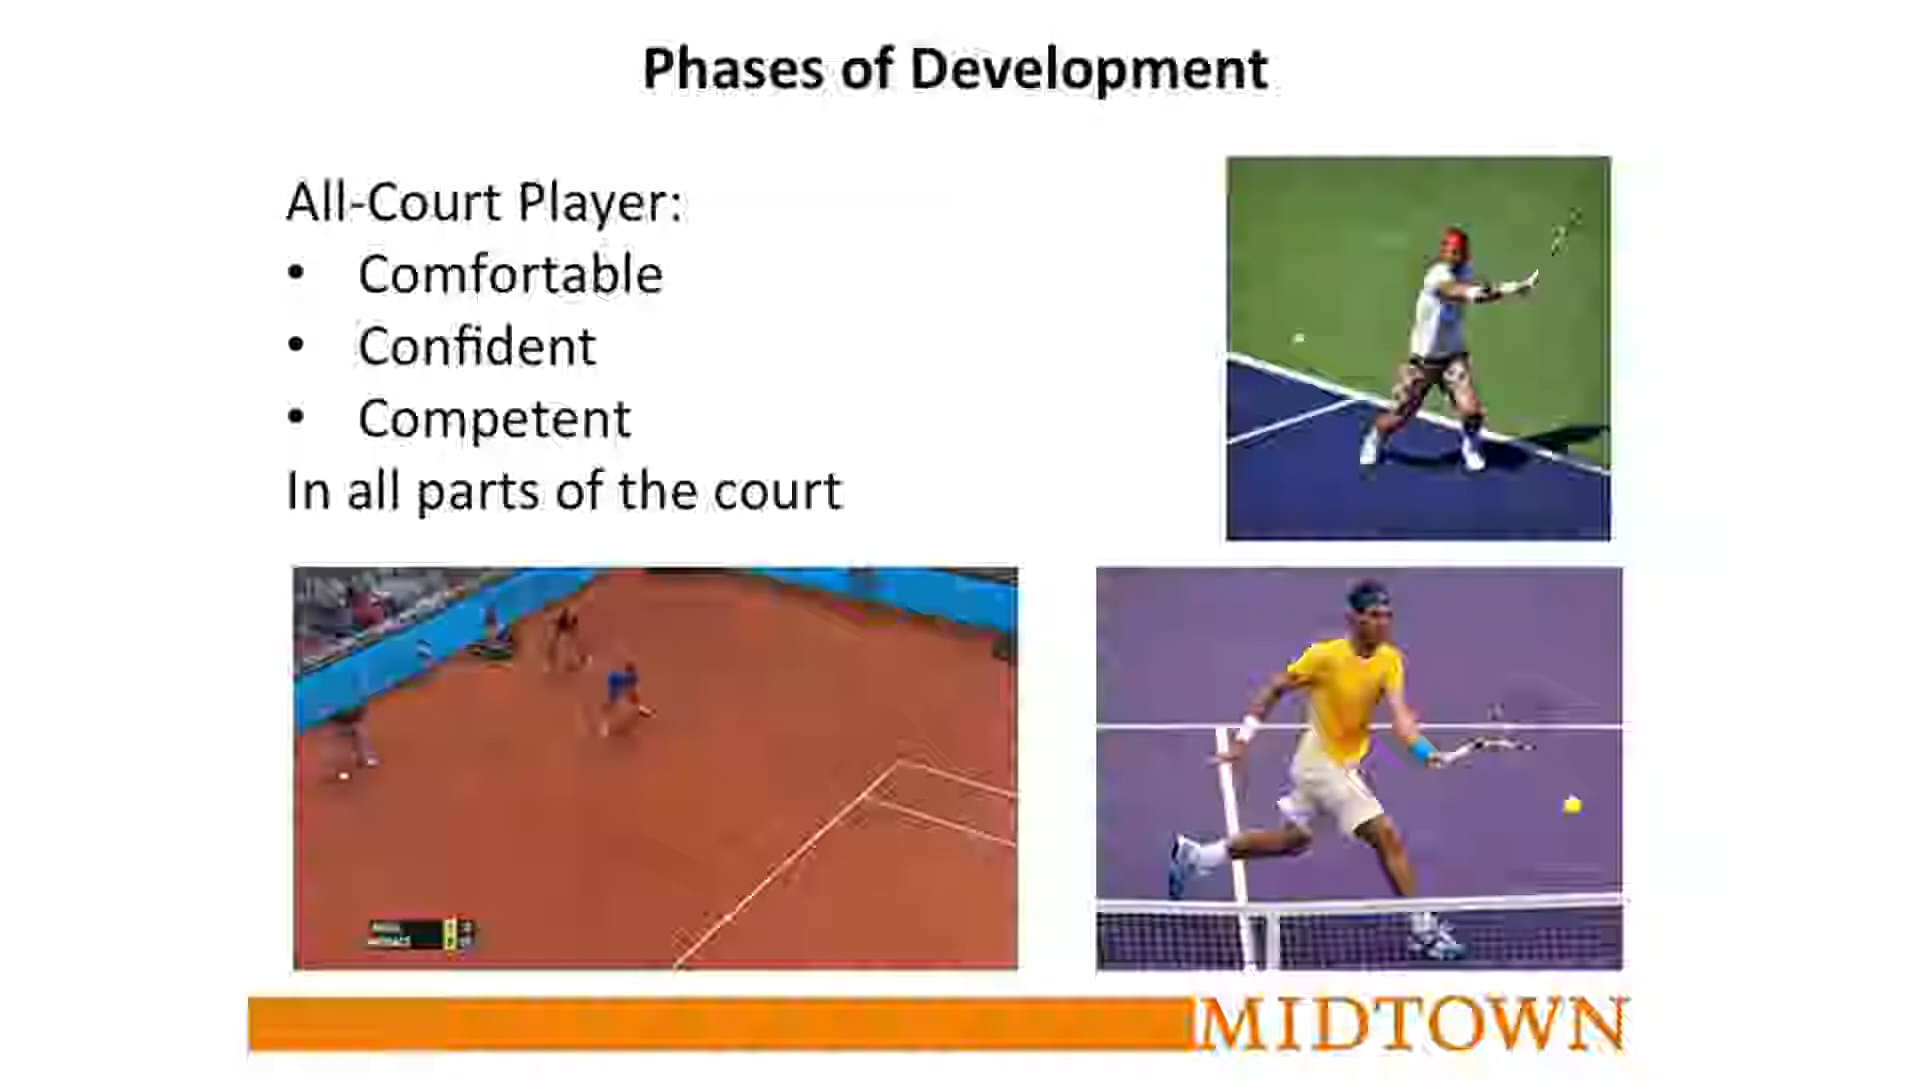 Phases of Development
All-Court Player:
• Comfortable
• Confident
• Competent
In all parts of the court
MIDTOWN